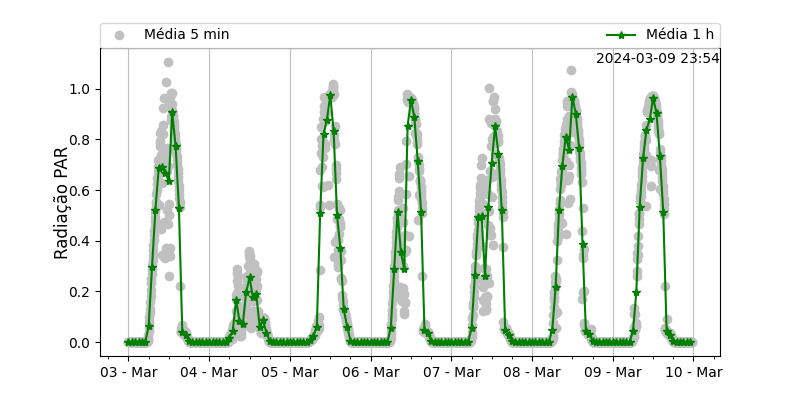 Média 5 min
Média 1 h
2024-03-09 23:54
Radiação PAR
1.0
0.8
0.6
0.4
0.2
0.0
03 - Mar
04 - Mar
05 - Mar
06 - Mar
07 - Mar
08 - Mar
09 - Mar
10 - Mar